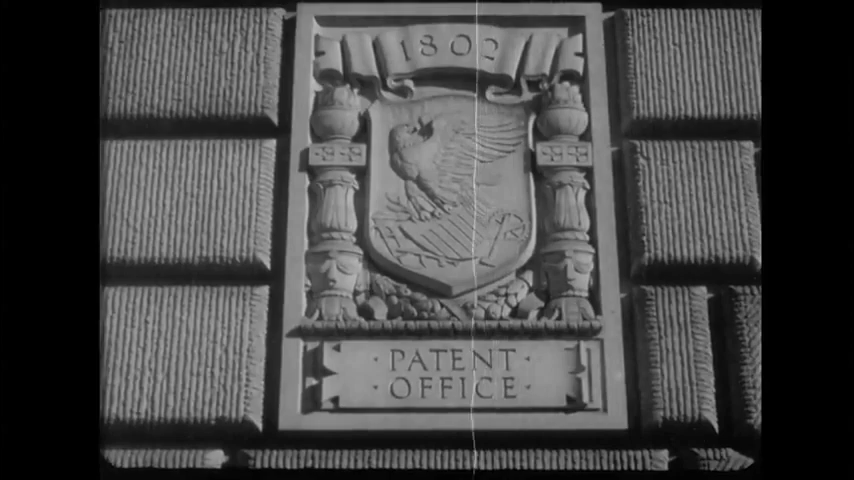 1802
· PATENT ·
· OFFICE ·